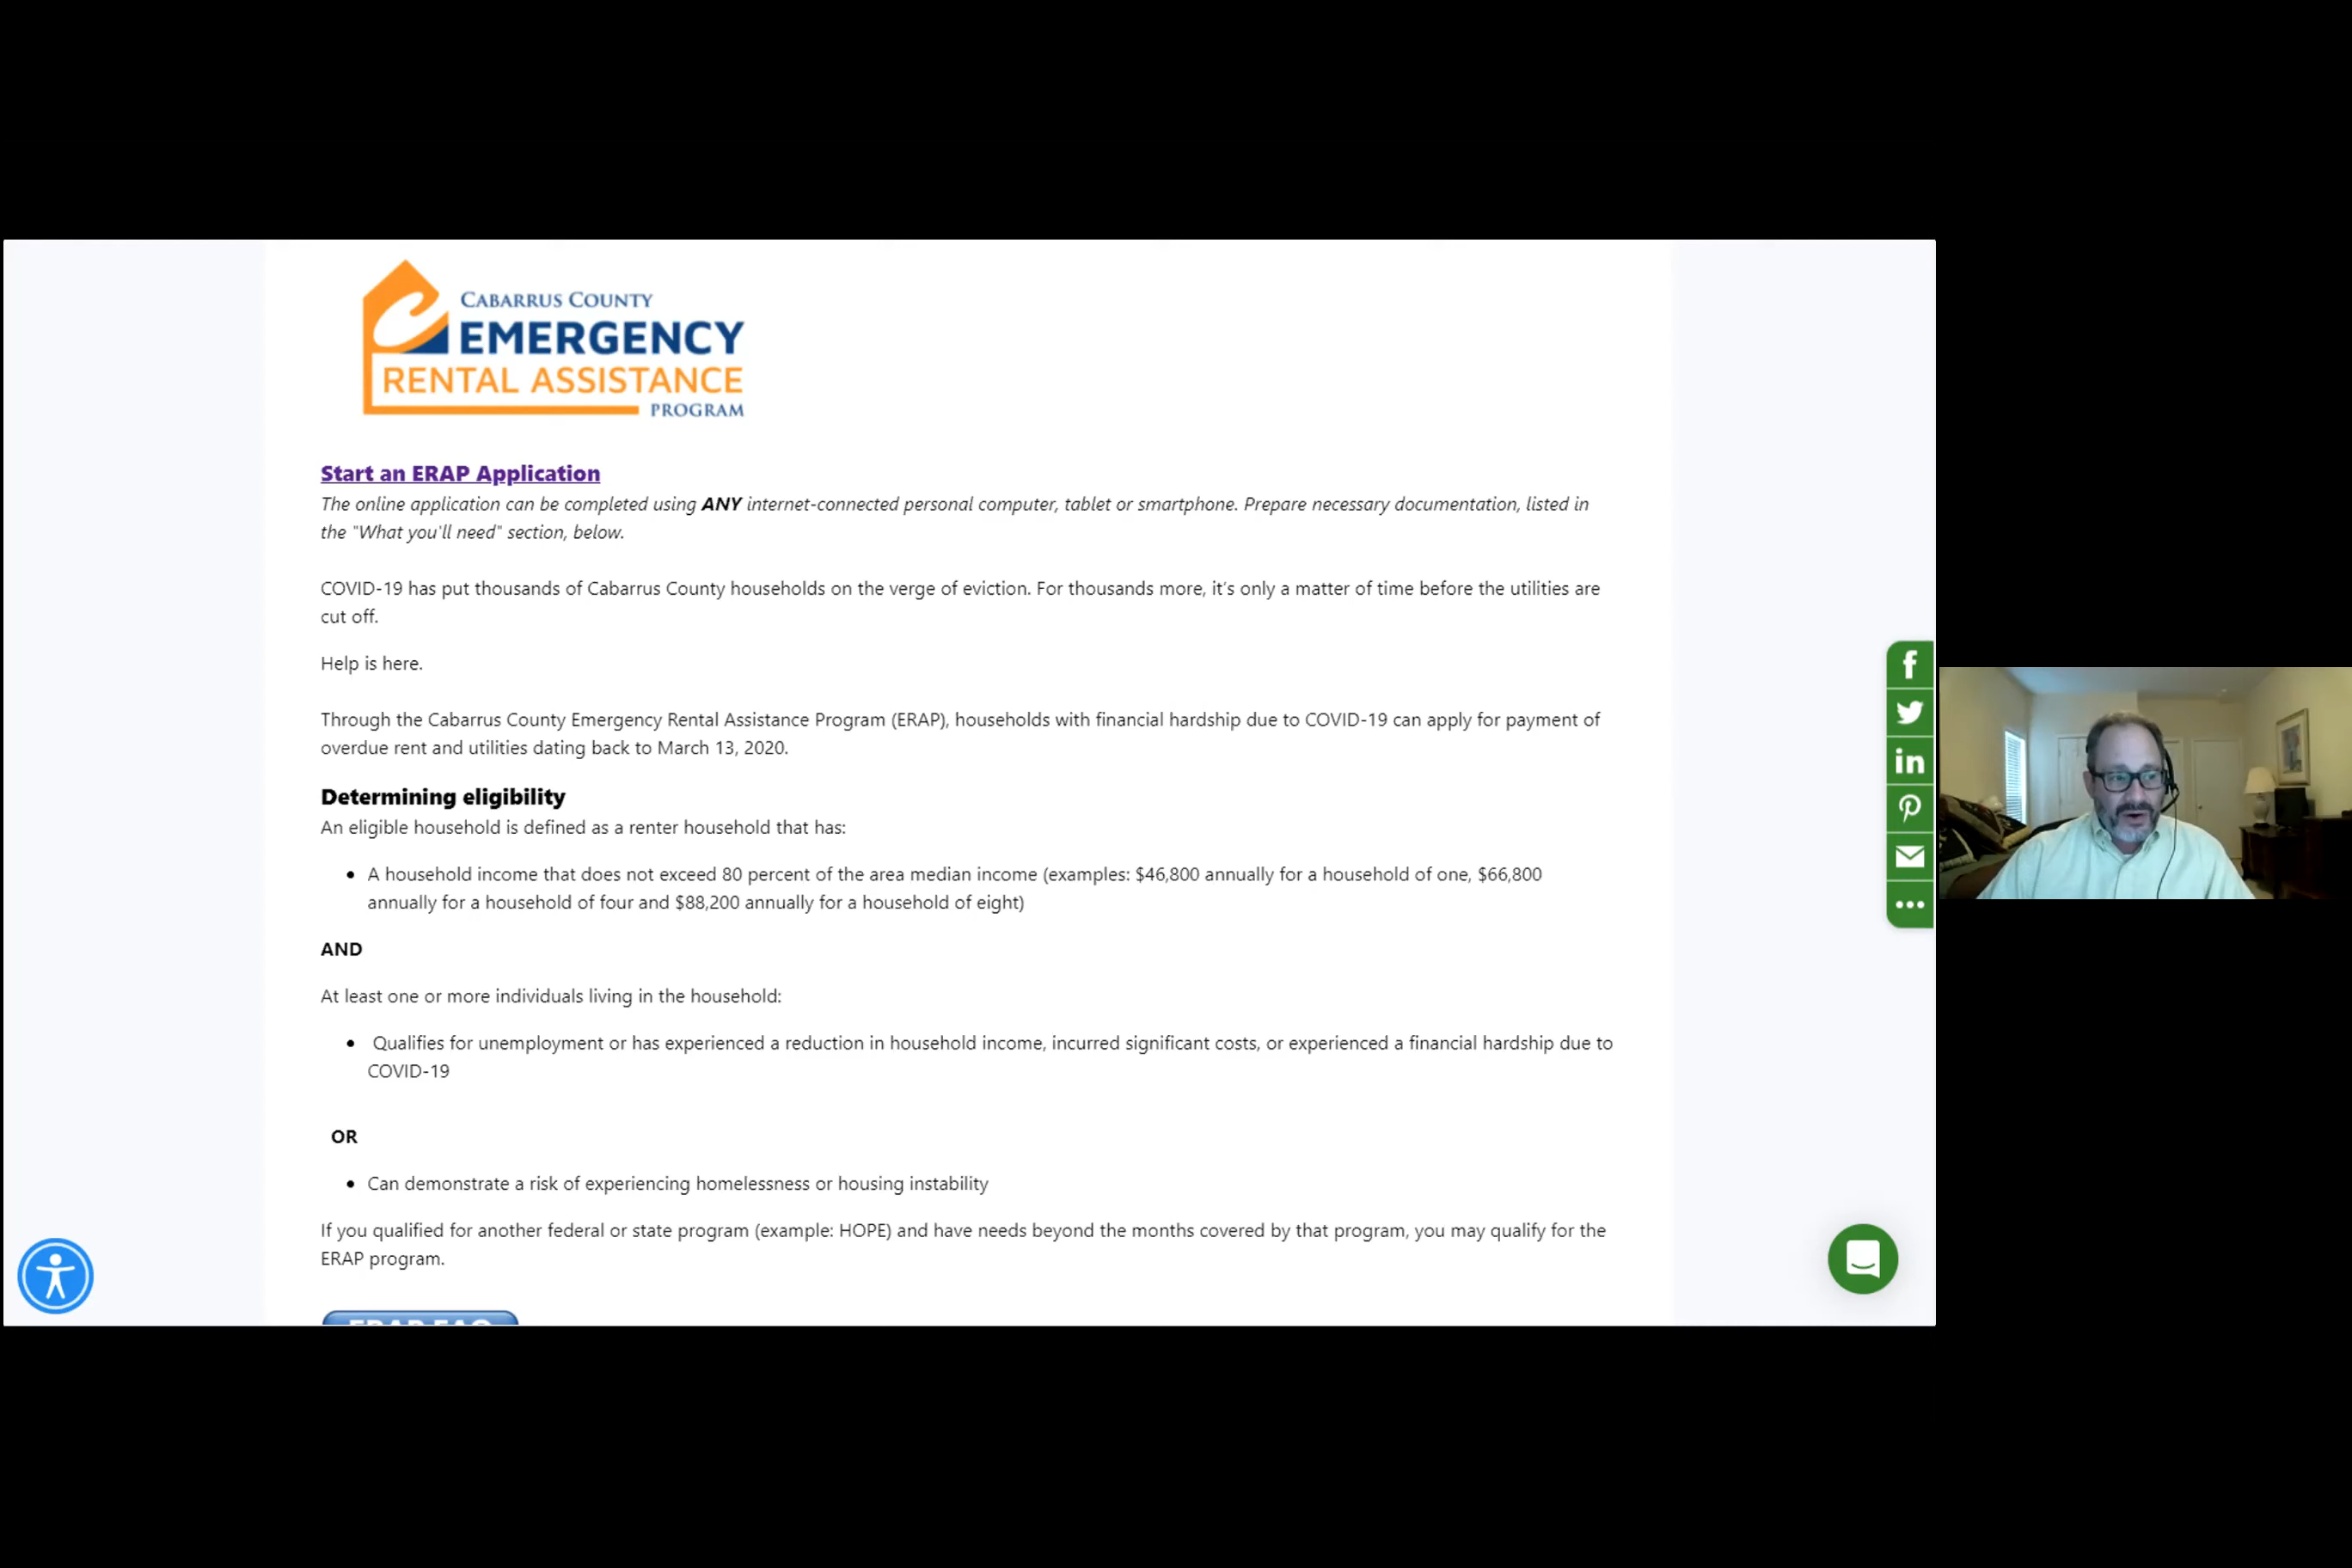 CABARRUS COUNTY
EMERGENCY
RENTAL ASSISTANCE
PROGRAM
Start an ERAP Application
The online application can be completed using ANY internet-connected personal computer, tablet or smartphone. Prepare necessary documentation, listed in
the "What you'll need" section, below.
COVID-19 has put thousands of Cabarrus County households on the verge of eviction. For thousands more, it's only a matter of time before the utilities are
cut off.
Help is here.
Through the Cabarrus County Emergency Rental Assistance Program (ERAP), households with financial hardship due to COVID-19 can apply for payment of
overdue rent and utilities dating back to March 13, 2020.
Determining eligibility
An eligible household is defined as a renter household that has:
• A household income that does not exceed 80 percent of the area median income (examples: $46,800 annually for a household of one, $66,800
annually for a household of four and $88,200 annually for a household of eight)
AND
At least one or more individuals living in the household:
• Qualifies for unemployment or has experienced a reduction in household income, incurred significant costs, or experienced a financial hardship due to
COVID-19
OR
• Can demonstrate a risk of experiencing homelessness or housing instability
If you qualified for another federal or state program (example: HOPE) and have needs beyond the months covered by that program, you may qualify for the
ERAP program.
ERAP FAQ